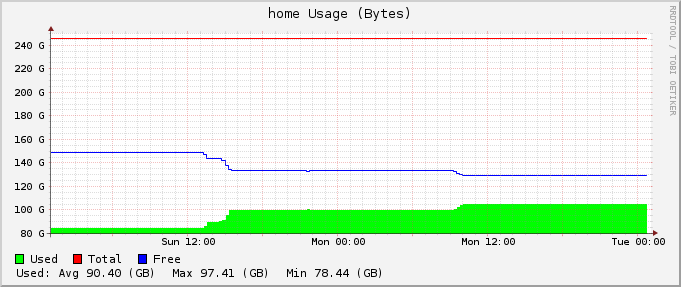 home Usage (Bytes)
RRDTOOL / TOBI OETIKER
240 G
220 G
200 G
180 G
160 G
140 G
120 G
100 G
80 G
Sun 12:00 Mon 00:00 Mon 12:00 Tue 00:00
Used Total Free
Used: Avg 90.40 (GB) Max 97.41 (GB) Min 78.44 (GB)